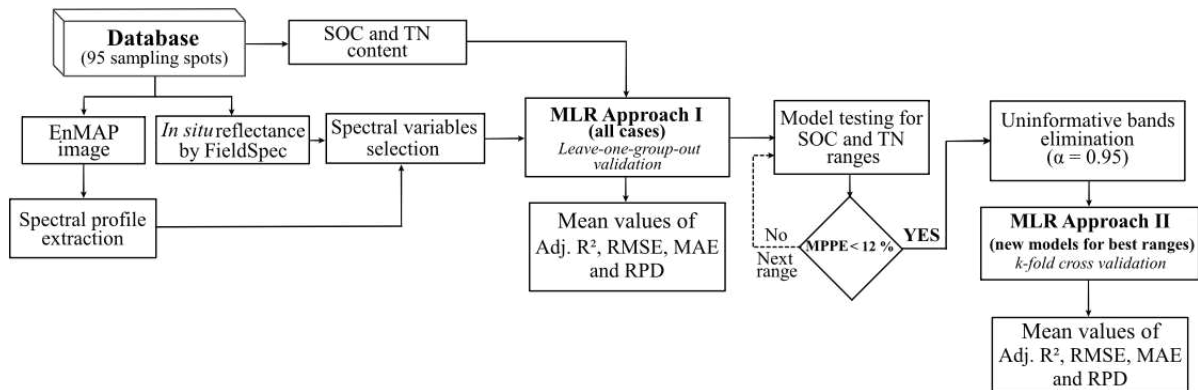 Database
(95 sampling spots)
SOC and TN
content
EnMAP
image
In situ reflectance
by FieldSpec
Spectral variables
selection
Spectral profile
extraction
MLR Approach I
(all cases)
Leave-one-group-out
validation
Mean values of
Adj. R², RMSE, MAE
and RPD
Model testing for
SOC and TN
ranges
No
Next
range
MPPE < 12 %
YES
Uninformative bands
elimination
(α = 0.95)
MLR Approach II
(new models for best ranges)
k-fold cross validation
Mean values of
Adj. R², RMSE, MAE
and RPD